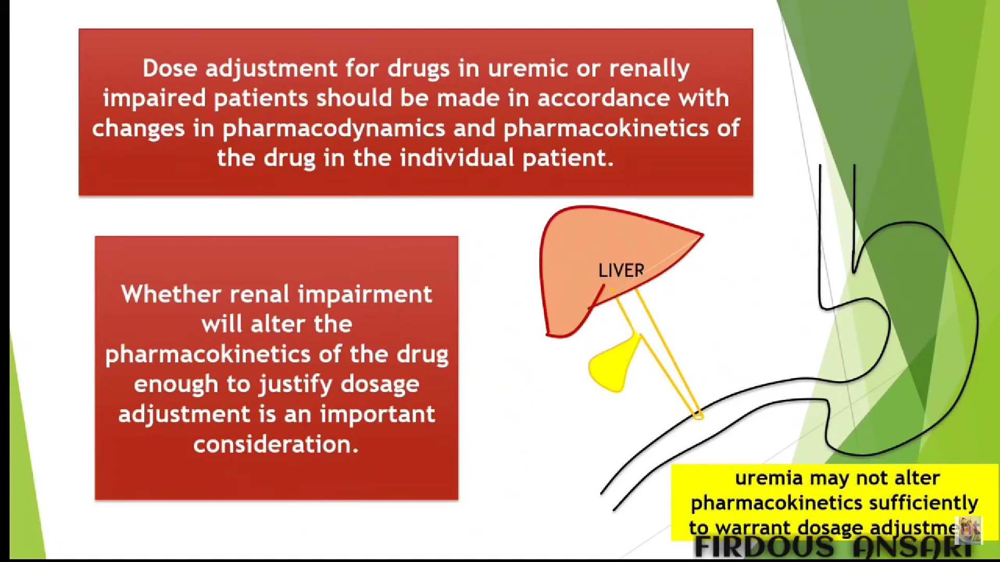 Dose adjustment for drugs in uremic or renally
impaired patients should be made in accordance with
changes in pharmacodynamics and pharmacokinetics of
the drug in the individual patient.
Whether renal impairment
will alter the
pharmacokinetics of the drug
enough to justify dosage
adjustment is an important
consideration.
LIVER
uremia may not alter
pharmacokinetics sufficiently
to warrant dosage adjustment
FIRDOUS ANSARI